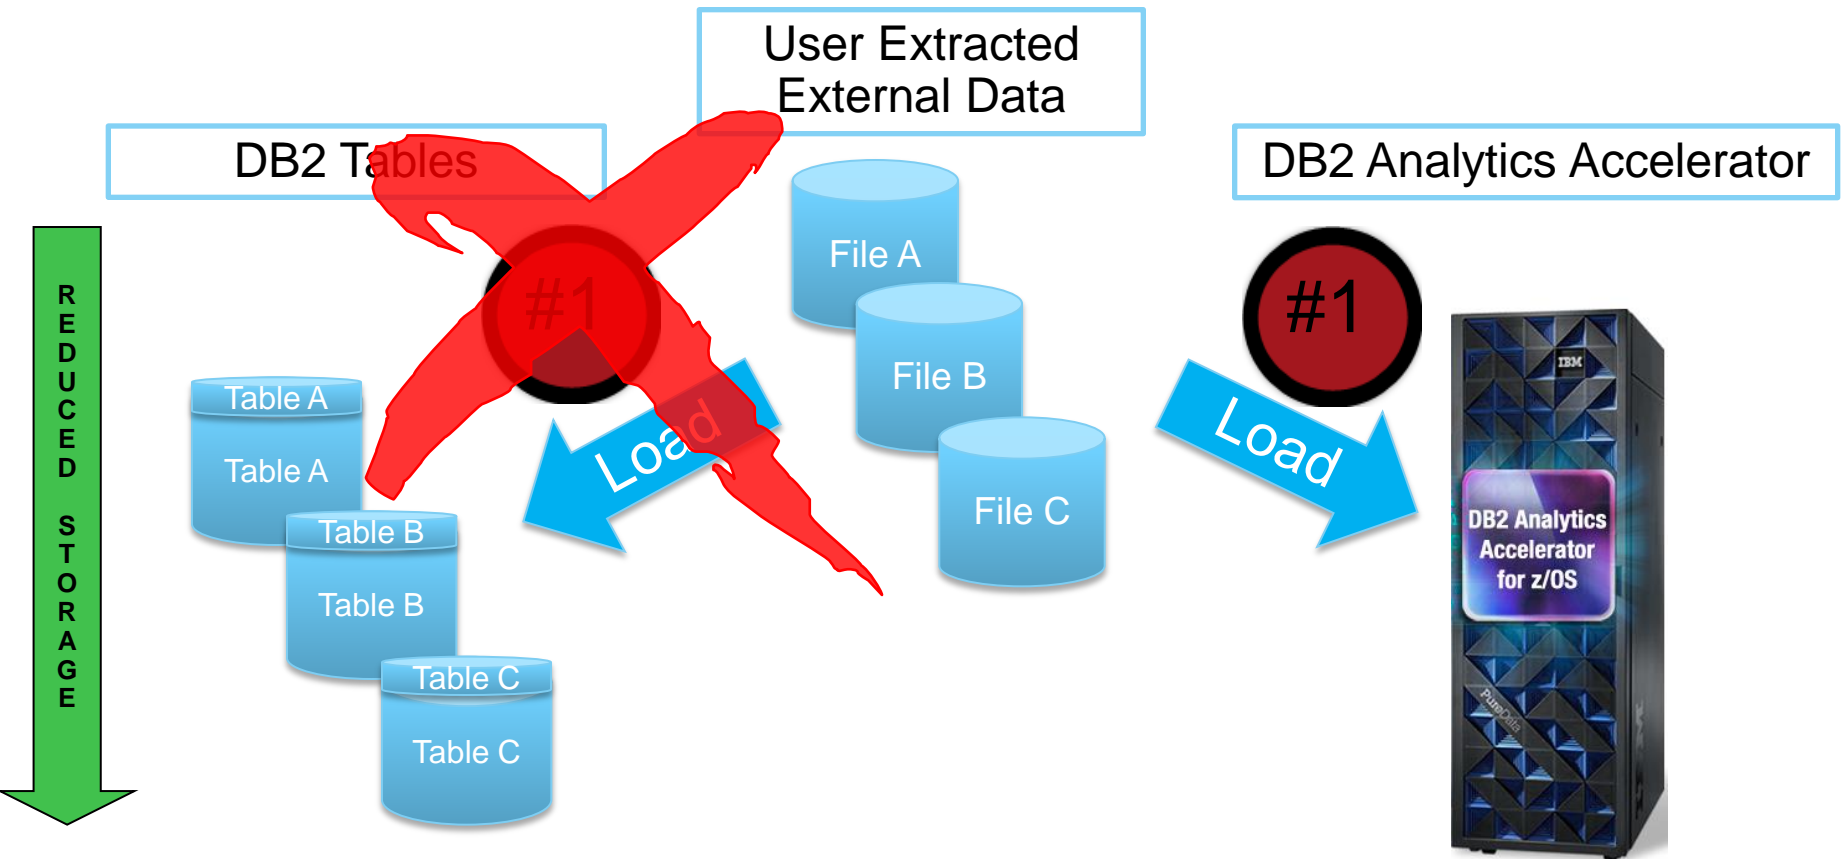 User Extracted
External Data
DB2 Tables
DB2 Analytics Accelerator
REDUCED STORAGE
#1
Load
Table A
Table A
Table B
Table B
Table C
Table C
File A
File B
File C
#1
Load
IBM
DB2 Analytics
Accelerator
for z/OS
PureData
IBM